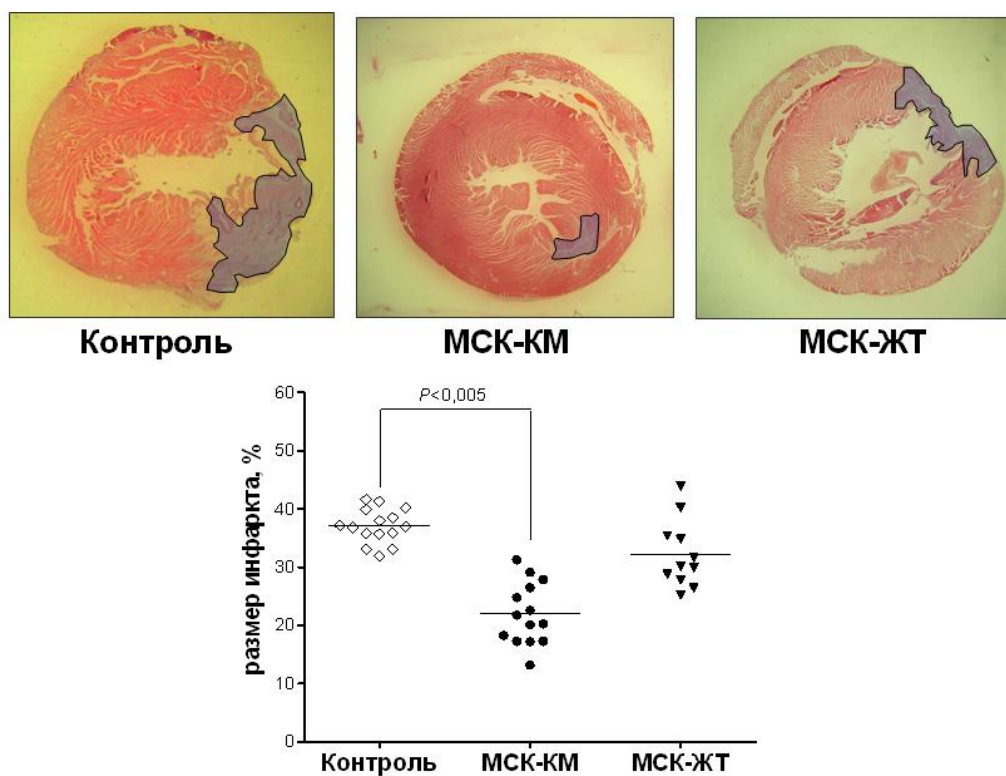 Контроль
МСК-КМ
МСК-ЖТ
размер инфаркта, %
60
50
40
30
20
10
0
P<0,005
Контроль
МСК-КМ
МСК-ЖТ